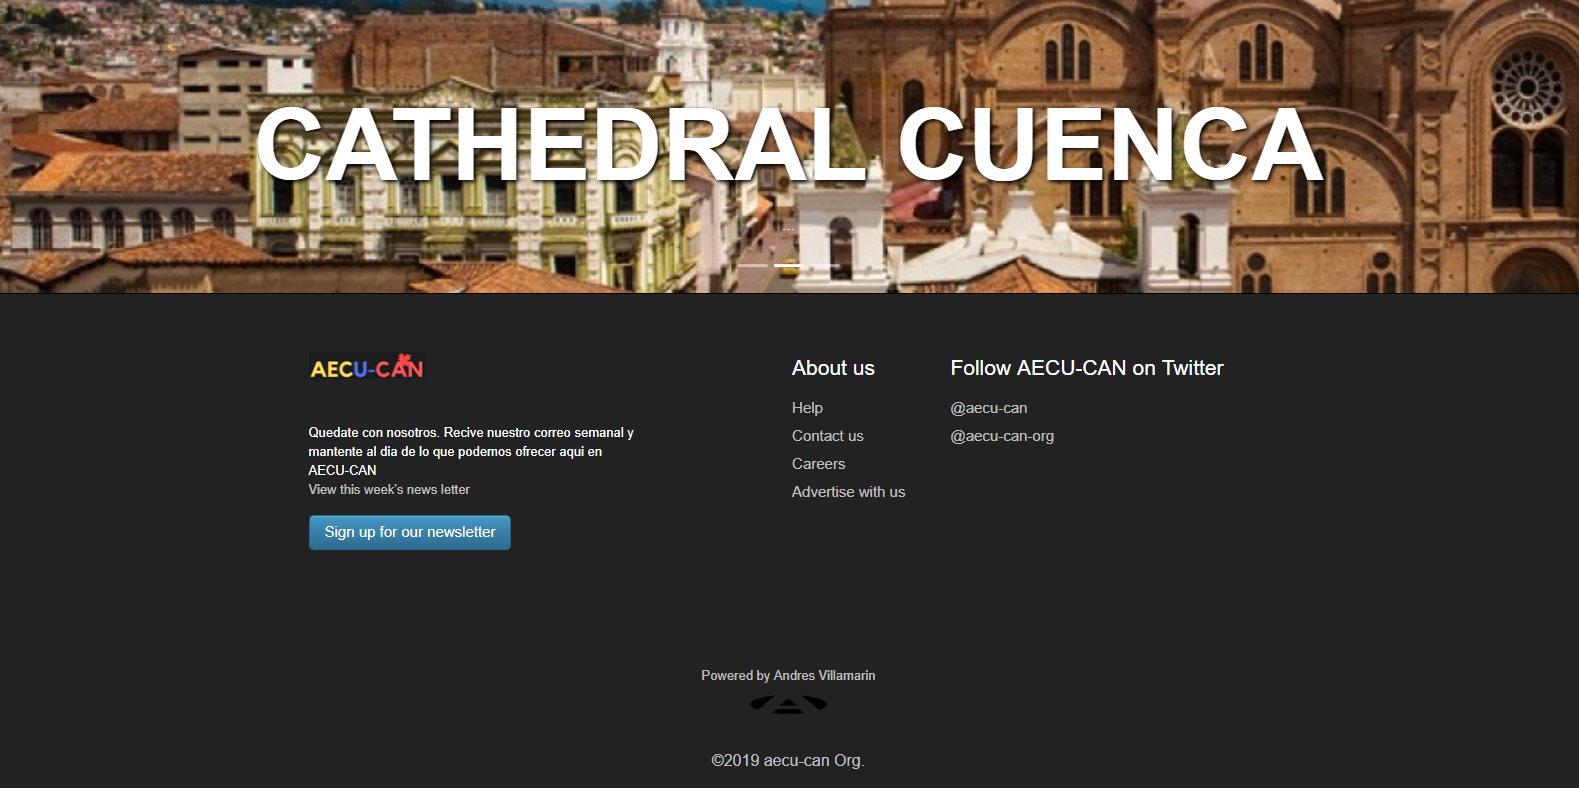 CATHEDRAL CUENCA
...
AECU-CAN
Quedate con nosotros. Recive nuestro correo semanal y
mantente al dia de lo que podemos ofrecer aqui en
AECU-CAN
View this week's news letter
Sign up for our newsletter
About us
Help
Contact us
Careers
Advertise with us
Follow AECU-CAN on Twitter
@aecu-can
@aecu-can-org
Powered by Andres Villamarin
©2019 aecu-can Org.